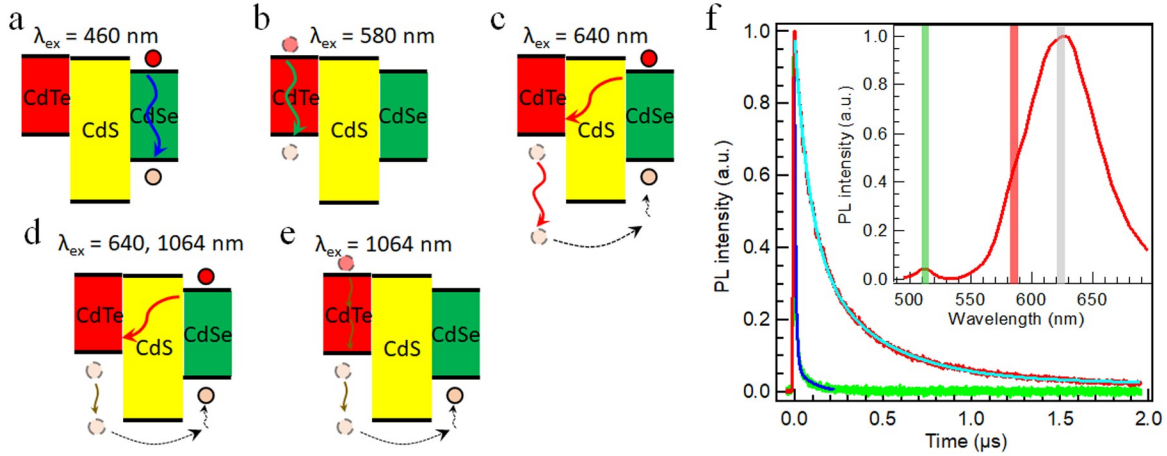 a
λex = 460 nm
CdTe
CdS
CdSe
b
λex = 580 nm
CdTe
CdS
CdSe
c
λex = 640 nm
CdTe
CdS
CdSe
d
λex = 640, 1064 nm
CdTe
CdS
CdSe
e
λex = 1064 nm
CdTe
CdS
CdSe
f
PL intensity (a.u.)
1.0
0.8
0.6
0.4
0.2
0.0
0.0 0.5 1.0 1.5 2.0
Time (µs)
PL intensity (a.u.)
1.0
0.8
0.6
0.4
0.2
0.0
500 550 600 650
Wavelength (nm)